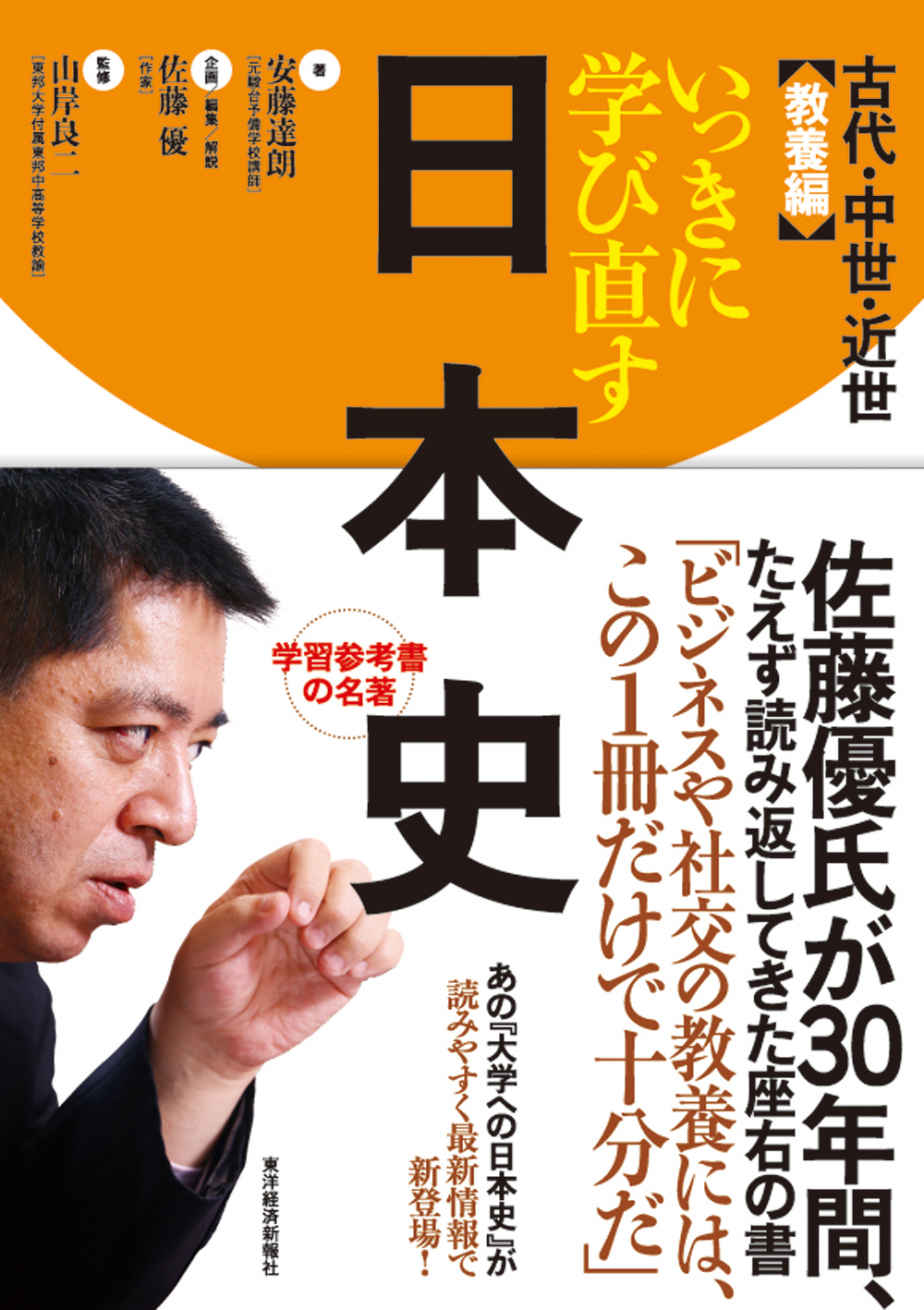 古代・中世・近世
【教養編】
いっきに
学び直す
日本史
著
安藤達朗
[元駿台予備学校講師]
企画／編集／解説
佐藤 優
[作家]
監修
山岸良二
[東邦大学付属東邦中高等学校教諭]
佐藤優氏が30年間、
たえず読み返してきた座右の書
「ビジネスや社交の教養には、
この1冊だけで十分だ」
学習参考書
の名著
あの『大学への日本史』が
読みやすく最新情報で
新登場！
東洋経済新報社